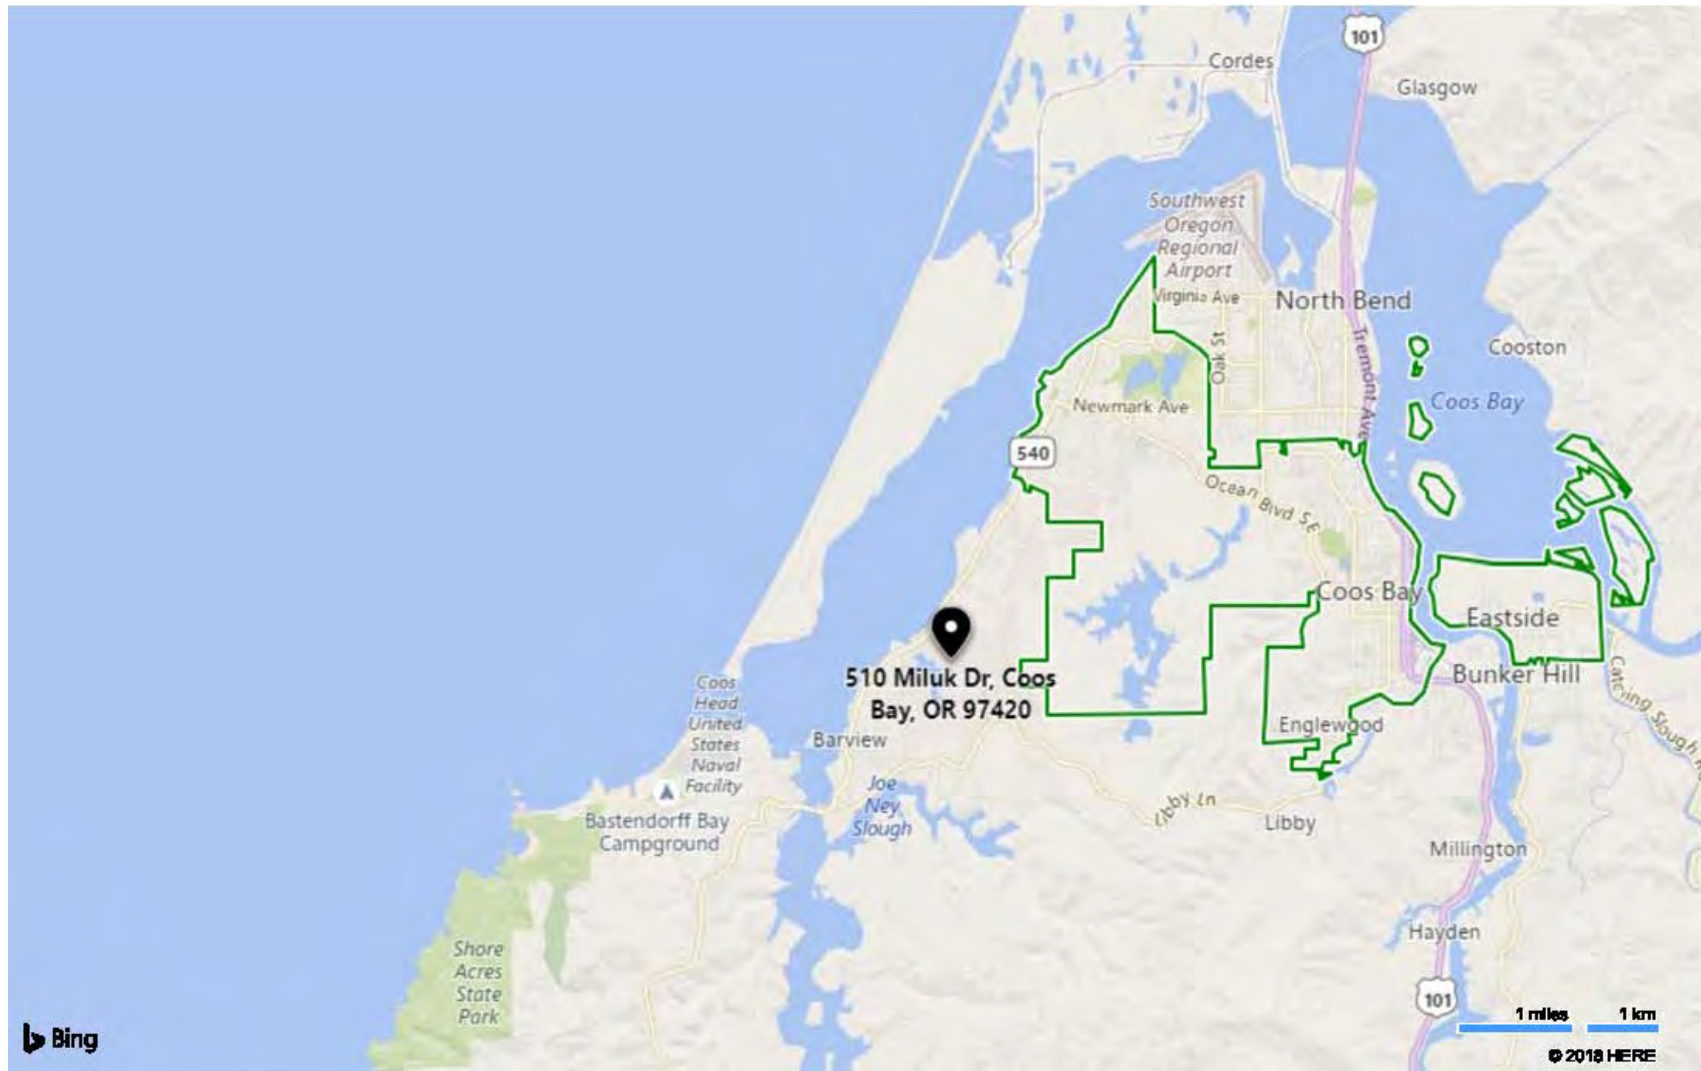 101
Cordes
Glasgow
Southwest
Oregon
Regional
Airport
Virginia Ave
North Bend
Oak St
Tremont Ave
Cooston
Coos Bay
Newmark Ave
540
Ocean Blvd SE
Coos Bay
Eastside
Bunker Hill
510 Miluk Dr, Coos
Bay, OR 97420
Coos
Head
United
States
Naval
Facility
Barview
Englewood
Catching Slough R
Joe
Ney
Slough
Libby Ln
Libby
Bastendorff Bay
Campground
Millington
Hayden
Shore
Acres
State
Park
101
1 miles
1 km
Bing
© 2018 HERE